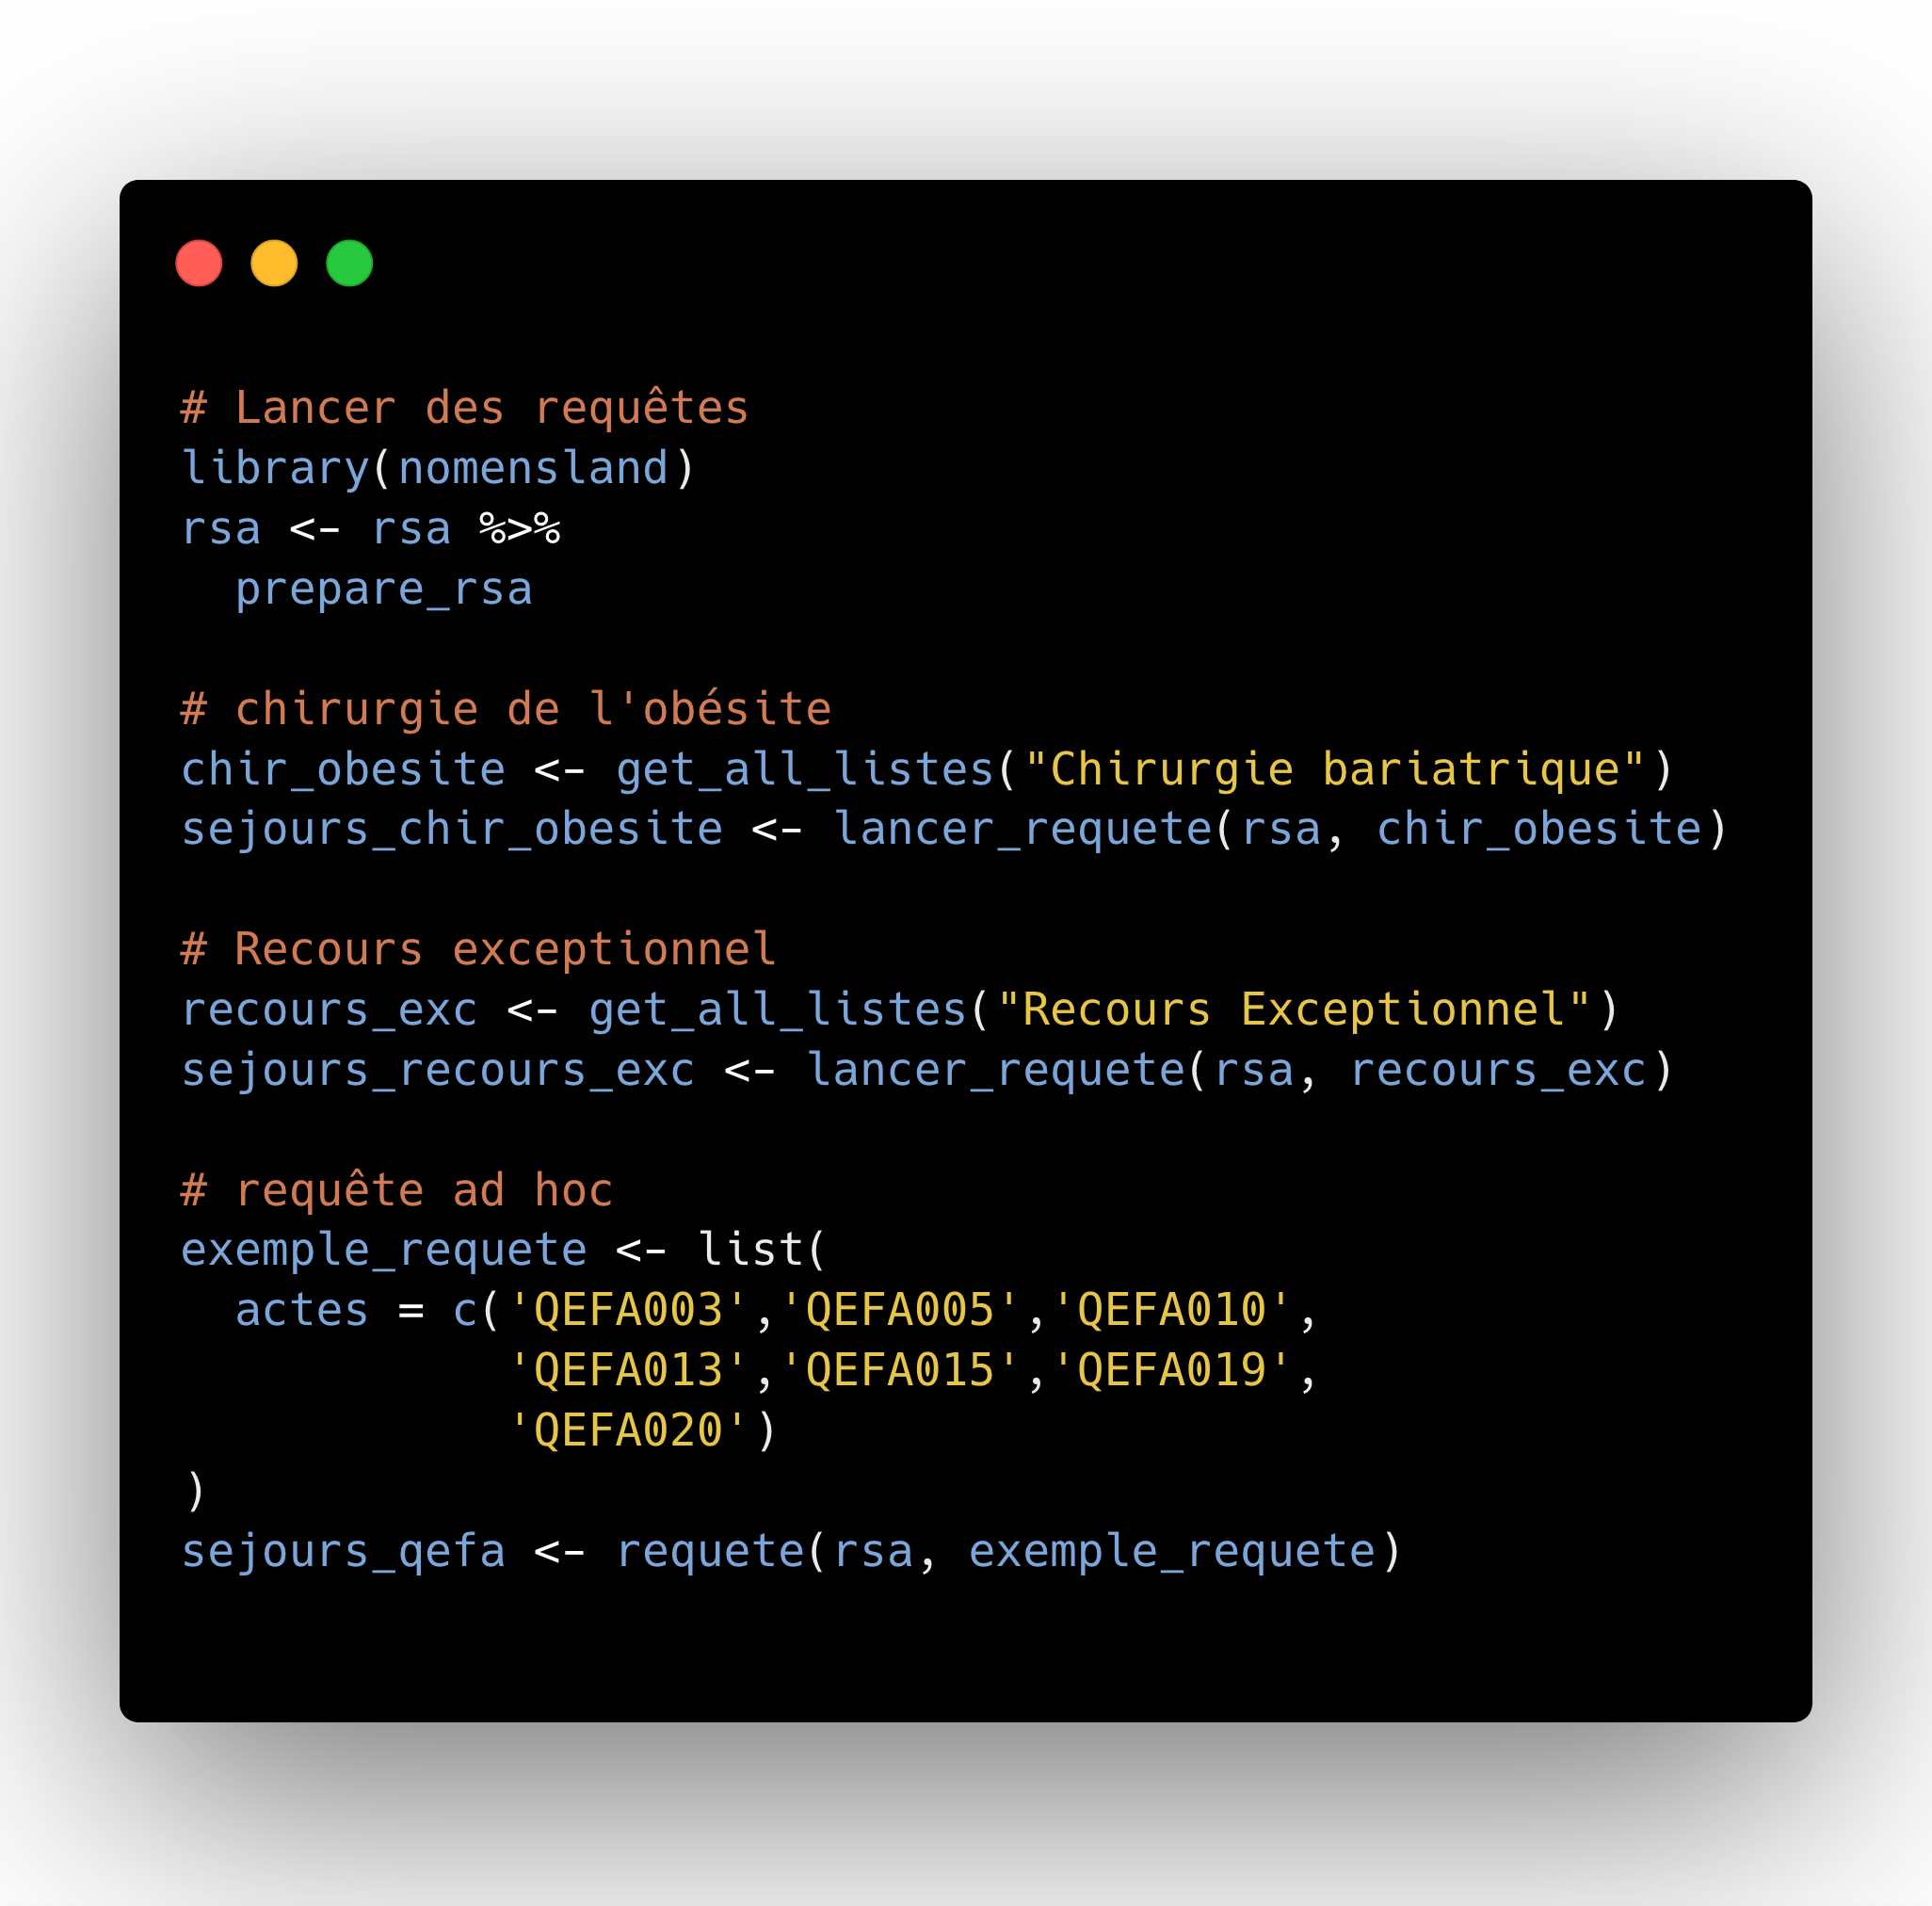 # Lancer des requêtes
library(nomensland)
rsa <- rsa %>%
  prepare_rsa
# chirurgie de l'obésite
chir_obesite <- get_all_listes("Chirurgie bariatrique")
sejours_chir_obesite <- lancer_requete(rsa, chir_obesite)
# Recours exceptionnel
recours_exc <- get_all_listes("Recours Exceptionnel")
sejours_recours_exc <- lancer_requete(rsa, recours_exc)
# requête ad hoc
exemple_requete <- list(
  actes = c('QEFA003','QEFA005','QEFA010',
            'QEFA013','QEFA015','QEFA019',
            'QEFA020')
)
sejours_qefa <- requete(rsa, exemple_requete)